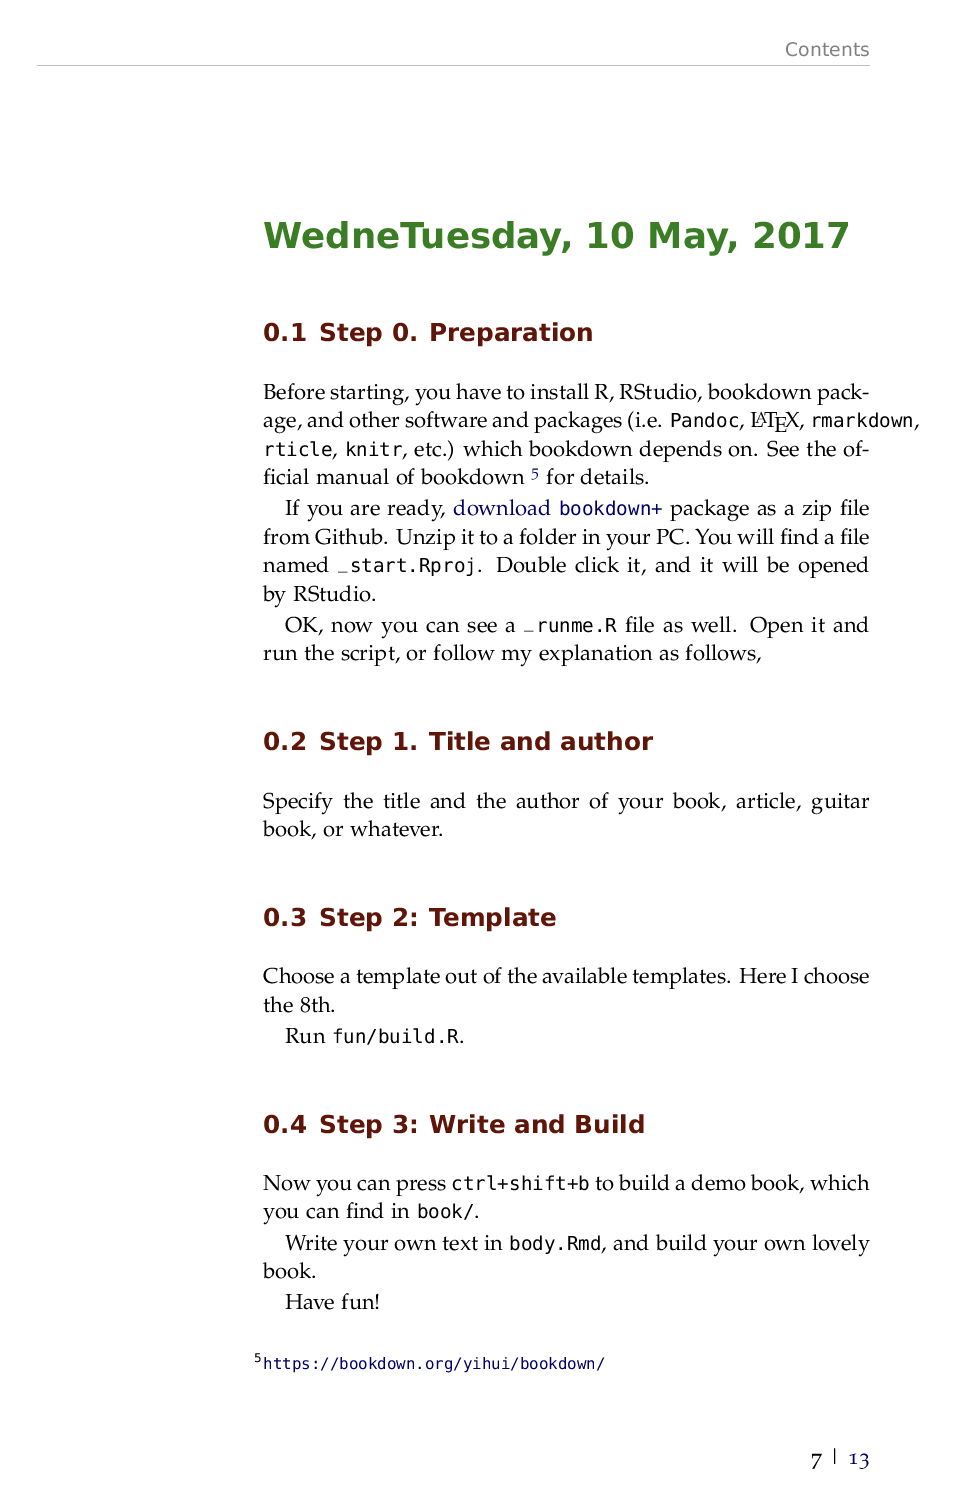 Contents
WedneTuesday, 10 May, 2017
0.1 Step 0. Preparation
Before starting, you have to install R, RStudio, bookdown pack-
age, and other software and packages (i.e. Pandoc, LATEX, rmarkdown,
rticle, knitr, etc.) which bookdown depends on. See the of-
ficial manual of bookdown 5 for details.
If you are ready, download bookdown+ package as a zip file
from Github. Unzip it to a folder in your PC. You will find a file
named _start.Rproj. Double click it, and it will be opened
by RStudio.
OK, now you can see a _runme.R file as well. Open it and
run the script, or follow my explanation as follows,
0.2 Step 1. Title and author
Specify the title and the author of your book, article, guitar
book, or whatever.
0.3 Step 2: Template
Choose a template out of the available templates. Here I choose
the 8th.
Run fun/build.R.
0.4 Step 3: Write and Build
Now you can press ctrl+shift+b to build a demo book, which
you can find in book/.
Write your own text in body.Rmd, and build your own lovely
book.
Have fun!
5https://bookdown.org/yihui/bookdown/
7 | 13